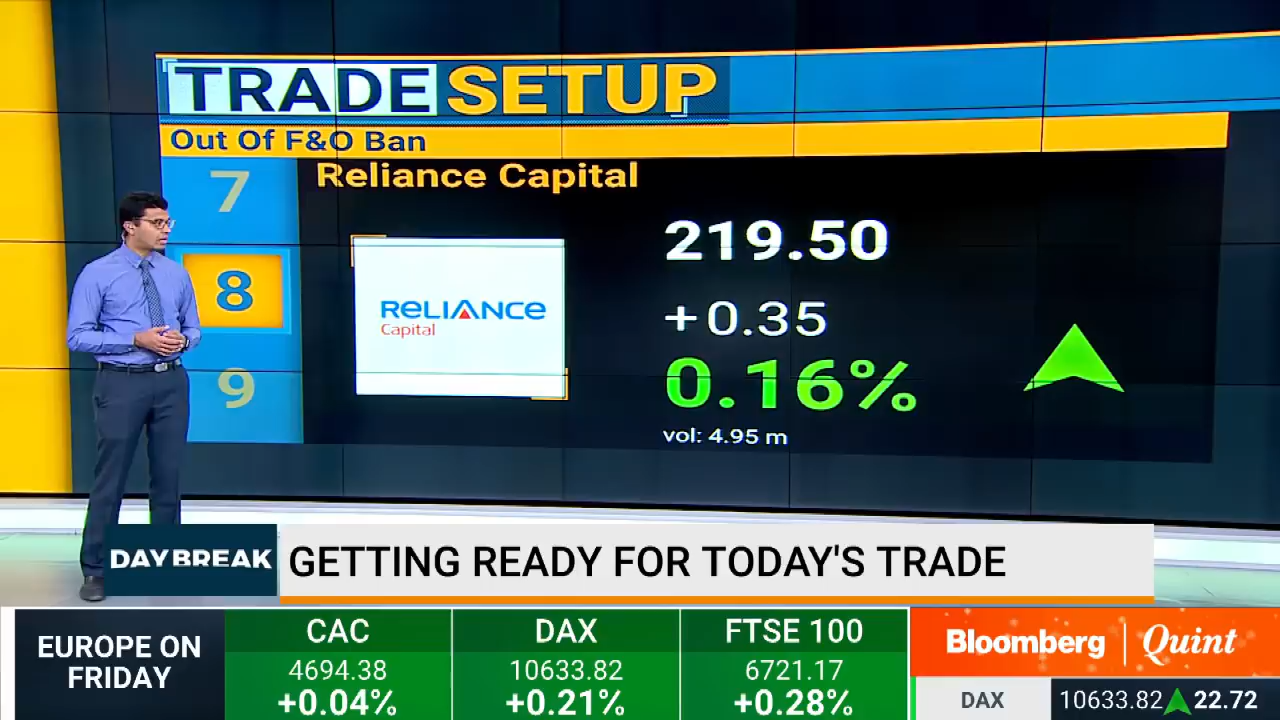 TRADE SETUP
Out Of F&O Ban
7
8
9
Reliance Capital
RELIANCE
Capital
219.50
+0.35
0.16%
vol: 4.95 m
DAYBREAK
GETTING READY FOR TODAY'S TRADE
EUROPE ON
FRIDAY
CAC
4694.38
+0.04%
DAX
10633.82
+0.21%
FTSE 100
6721.17
+0.28%
Bloomberg | Quint
DAX
10633.82 22.72